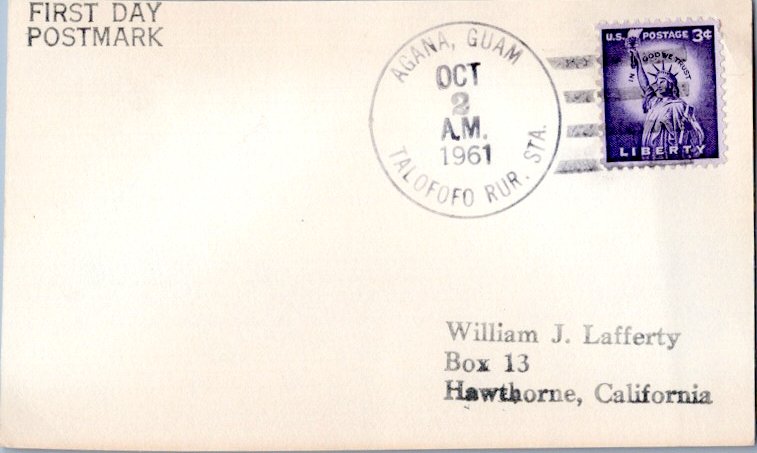 FIRST DAY
POSTMARK
AGANA, GUAM
OCT
2
A.M.
1961
TALOFOFO RUR. STA.
U.S. POSTAGE 3¢
IN GOD WE TRUST
LIBERTY
William J. Lafferty
Box 13
Hawthorne, California